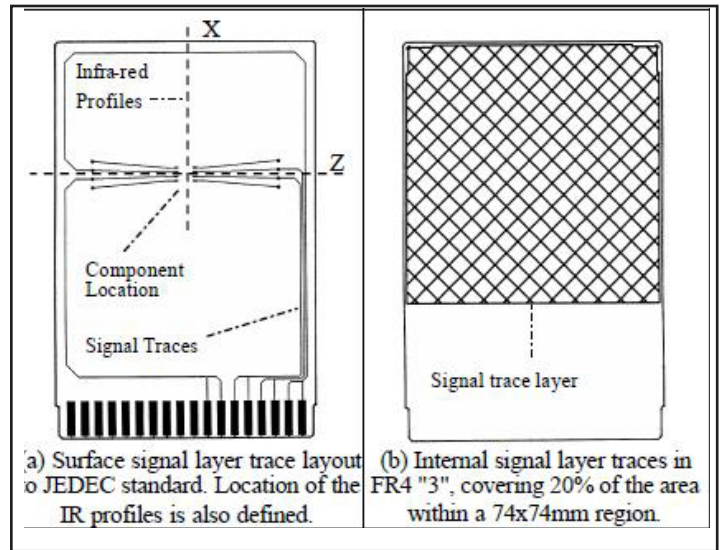 X
Infra-red
Profiles
Z
Component
Location
Signal Traces
(a) Surface signal layer trace layout
to JEDEC standard. Location of the
IR profiles is also defined.
Signal trace layer
(b) Internal signal layer traces in
FR4 "3", covering 20% of the area
within a 74x74mm region.